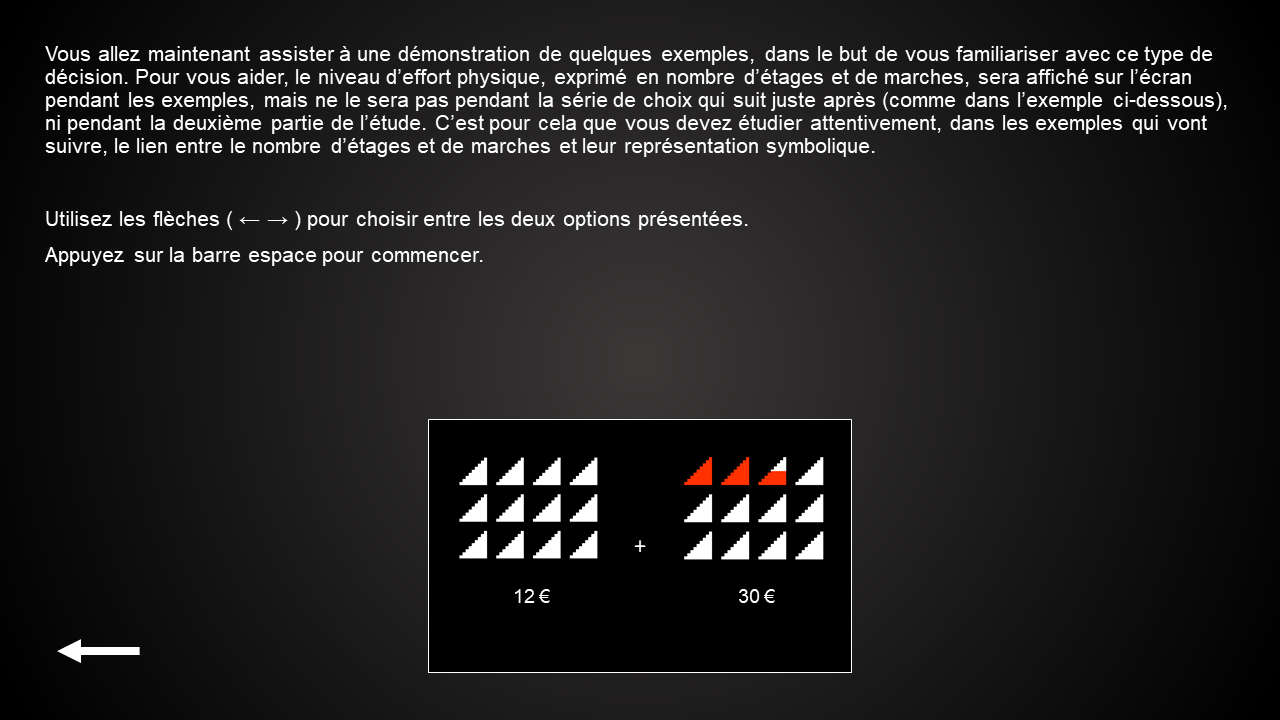 Vous allez maintenant assister à une démonstration de quelques exemples, dans le but de vous familiariser avec ce type de
décision. Pour vous aider, le niveau d’effort physique, exprimé en nombre d’étages et de marches, sera affiché sur l’écran
pendant les exemples, mais ne le sera pas pendant la série de choix qui suit juste après (comme dans l’exemple ci-dessous),
ni pendant la deuxième partie de l’étude. C’est pour cela que vous devez étudier attentivement, dans les exemples qui vont
suivre, le lien entre le nombre d’étages et de marches et leur représentation symbolique.
Utilisez les flèches ( ← → ) pour choisir entre les deux options présentées.
Appuyez sur la barre espace pour commencer.
+
12 € 30 €